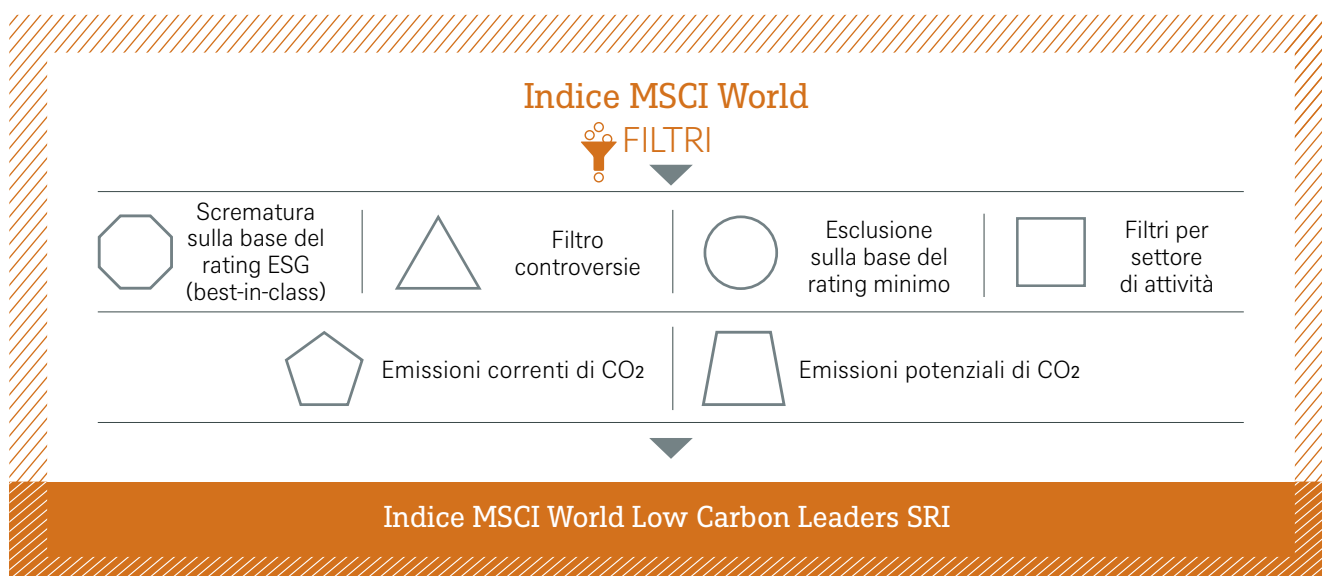 Indice MSCI World
FILTRI
Scrematura
sulla base del
rating ESG
(best-in-class)
Filtro
controversie
Esclusione
sulla base del
rating minimo
Filtri per
settore
di attività
Emissioni correnti di CO2
Emissioni potenziali di CO2
Indice MSCI World Low Carbon Leaders SRI